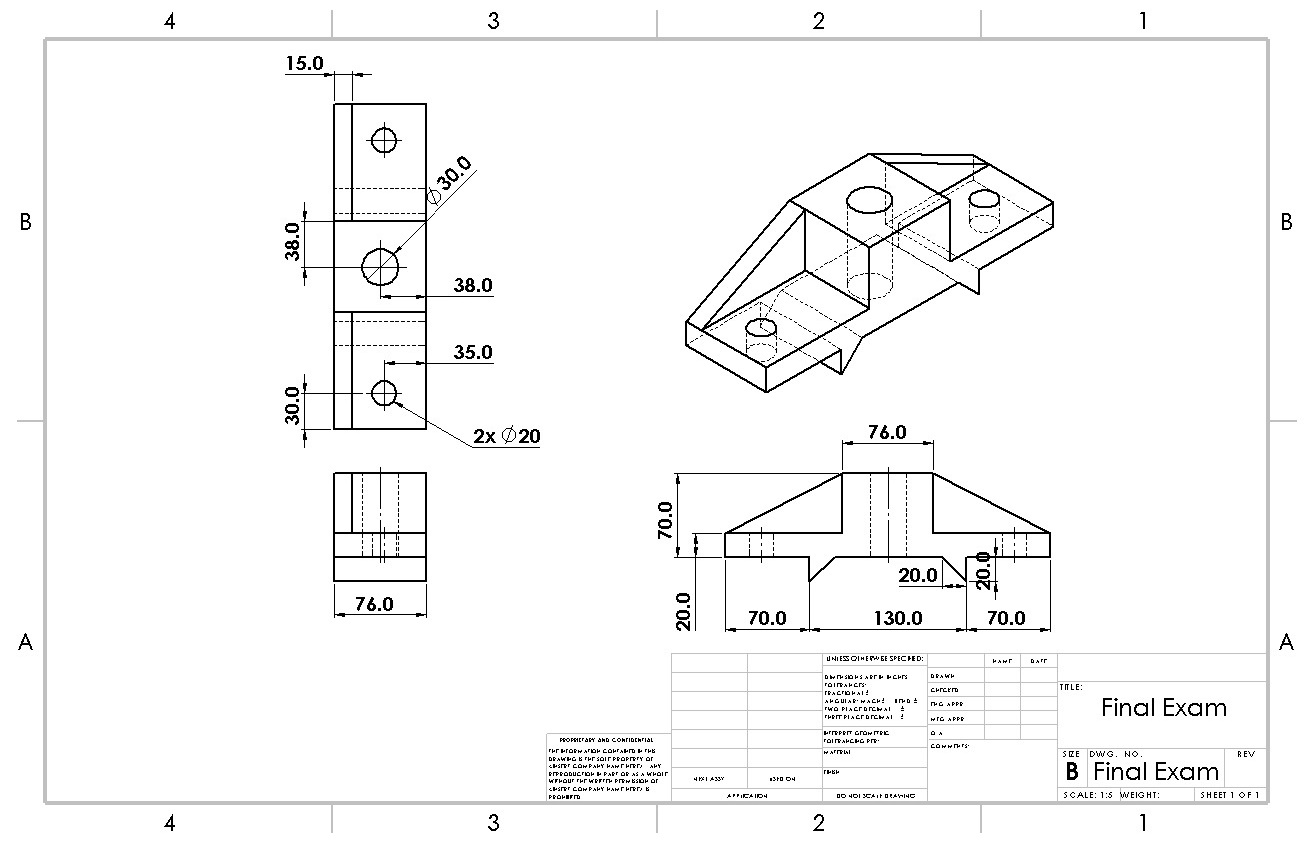 4
3
2
1
B
B
A
A
15.0
⌀30.0
38.0
38.0
35.0
30.0
2x ⌀20
76.0
76.0
70.0
20.0
20.0
20.0
70.0
130.0
70.0
UNLESS OTHERWISE SPECIFIED:
DIMENSIONS ARE IN INCHES
TOLERANCES:
FRACTIONAL±
ANGULAR: MACH± BEND ±
TWO PLACE DECIMAL ±
THREE PLACE DECIMAL ±
INTERPRET GEOMETRIC
TOLERANCING PER:
MATERIAL
FINISH
DO NOT SCALE DRAWING
NAME
DATE
DRAWN
CHECKED
ENG APPR.
MFG APPR.
Q.A.
COMMENTS:
PROPRIETARY AND CONFIDENTIAL
THE INFORMATION CONTAINED IN THIS
DRAWING IS THE SOLE PROPERTY OF
<INSERT COMPANY NAME HERE>. ANY
REPRODUCTION IN PART OR AS A WHOLE
WITHOUT THE WRITTEN PERMISSION OF
<INSERT COMPANY NAME HERE> IS
PROHIBITED.
NEXT ASSY
USED ON
APPLICATION
TITLE:
Final Exam
SIZE
DWG. NO.
REV
B
Final Exam
SCALE: 1:5
WEIGHT:
SHEET 1 OF 1
4
3
2
1